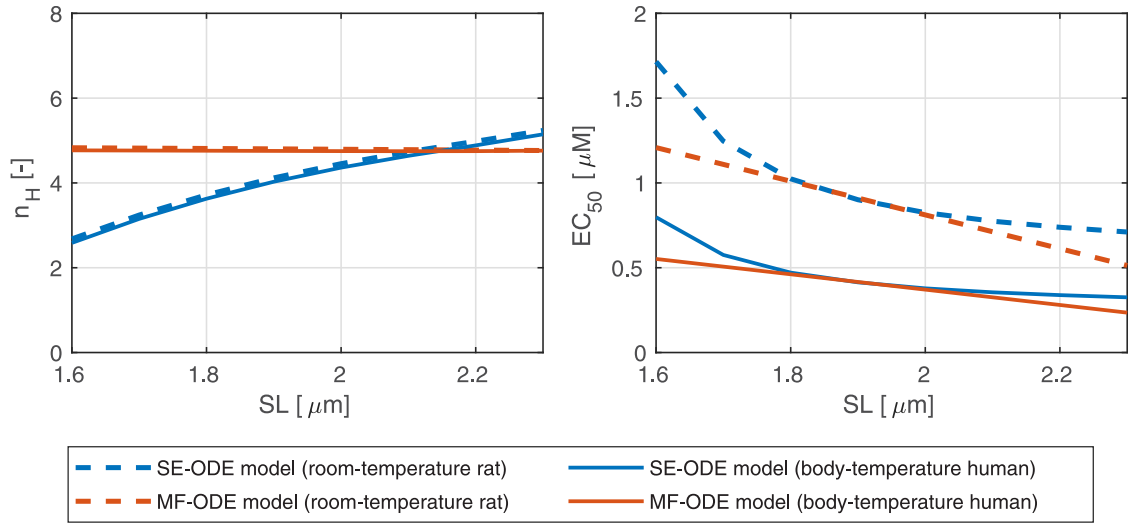 8
6
4
2
0
n_H [-]
1.6
1.8
2
2.2
SL [ μm]
2
1.5
1
0.5
0
EC_50 [ μM]
1.6
1.8
2
2.2
SL [ μm]
SE-ODE model (room-temperature rat)
SE-ODE model (body-temperature human)
MF-ODE model (room-temperature rat)
MF-ODE model (body-temperature human)